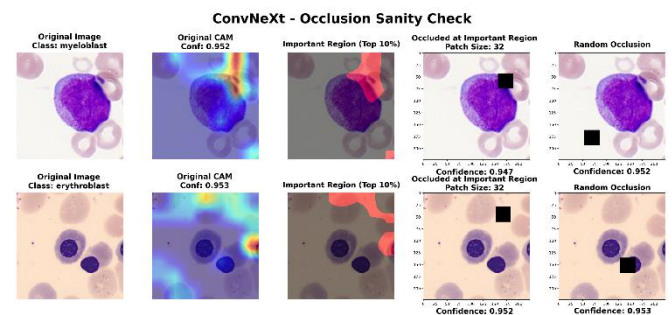 ConvNeXt - Occlusion Sanity Check
Original Image
Class: myeloblast
Original CAM
Conf: 0.952
Important Region (Top 10%)
Occluded at Important Region
Patch Size: 32
Random Occlusion
Confidence: 0.947
Confidence: 0.952
Original Image
Class: erythroblast
Original CAM
Conf: 0.953
Important Region (Top 10%)
Occluded at Important Region
Patch Size: 32
Random Occlusion
Confidence: 0.952
Confidence: 0.953